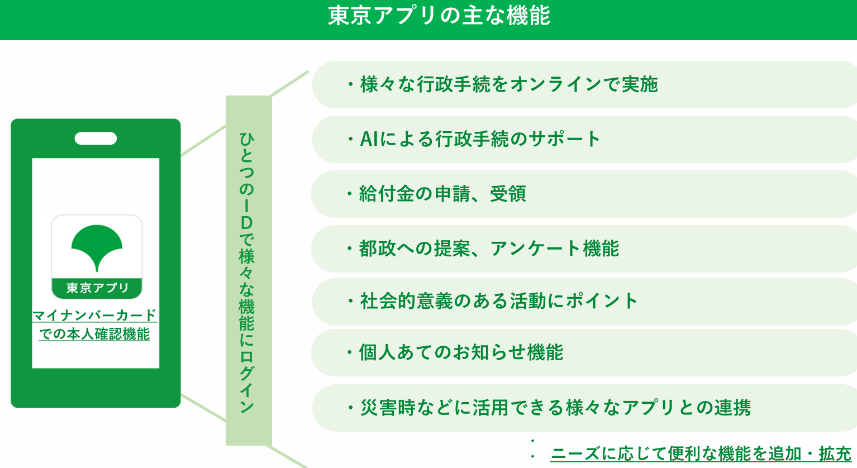 東京アプリの主な機能
・様々な行政手続をオンラインで実施
・AIによる行政手続のサポート
・給付金の申請、受領
・都政への提案、アンケート機能
・社会的意義のある活動にポイント
・個人あてのお知らせ機能
・災害時などに活用できる様々なアプリとの連携
:
ニーズに応じて便利な機能を追加・拡充
ひとつのIDで様々な機能にログイン
東京アプリ
マイナンバーカード
での本人確認機能